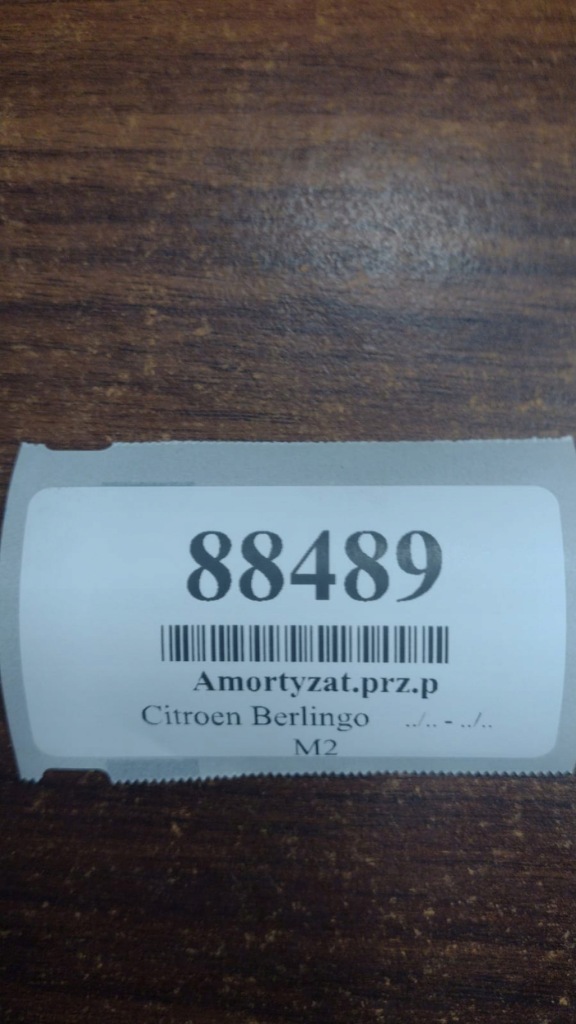 88489
Amortyzat.prz.p
Citroen Berlingo ../.. - ../..
M2